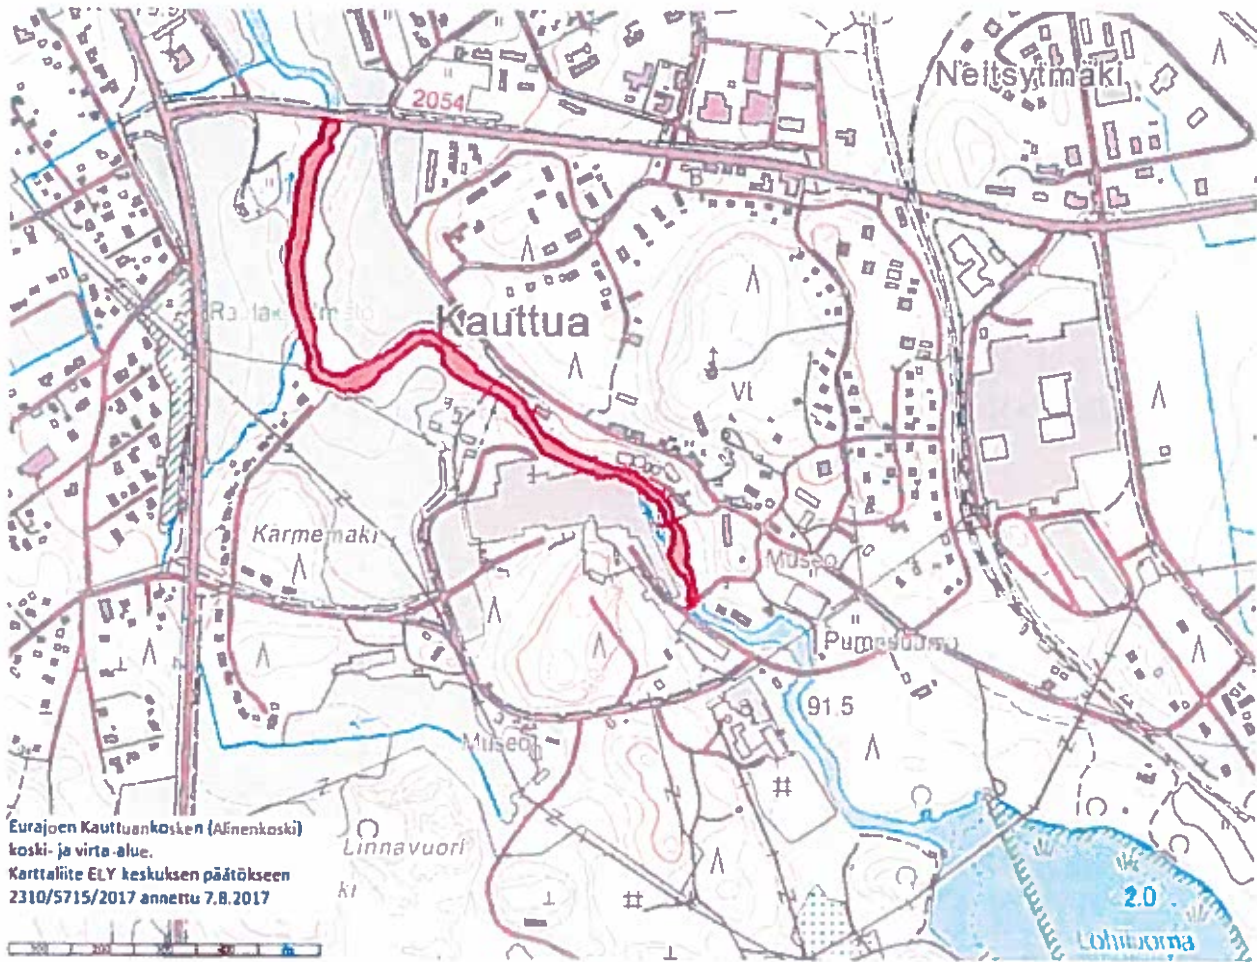 Neitsytmäki
2054
B
Kauttua
Vt
Karmemäki
Museo
91.5
Museo
Eurajoen Kauttuankosken (Alinenkoski)
koski- ja virta-alue.
Karttaliite ELY keskuksen päätökseen
2310/5715/2017 annettu 7.8.2017
Linnavuori
kt
2.0
m